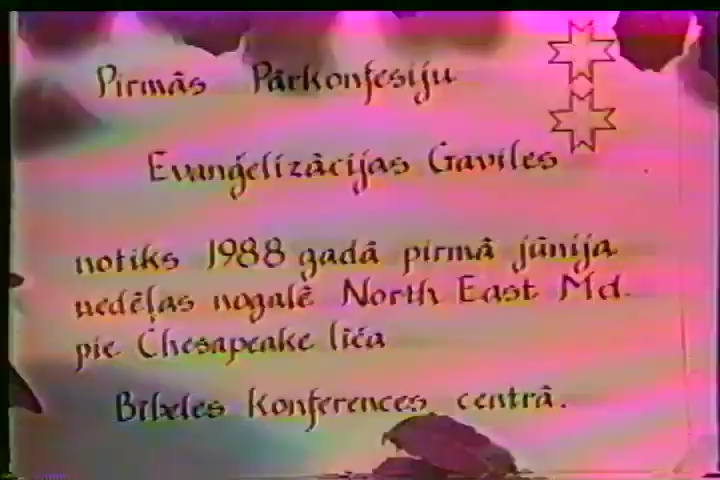 Pirmās Pārkonfesiju
Evanģelizācijas Gaviles
notiks 1988 gadā pirmā jūnija
nedēļas nogalē North East Md.
pie Chesapeake līča
Bībeles Konferences centrā.